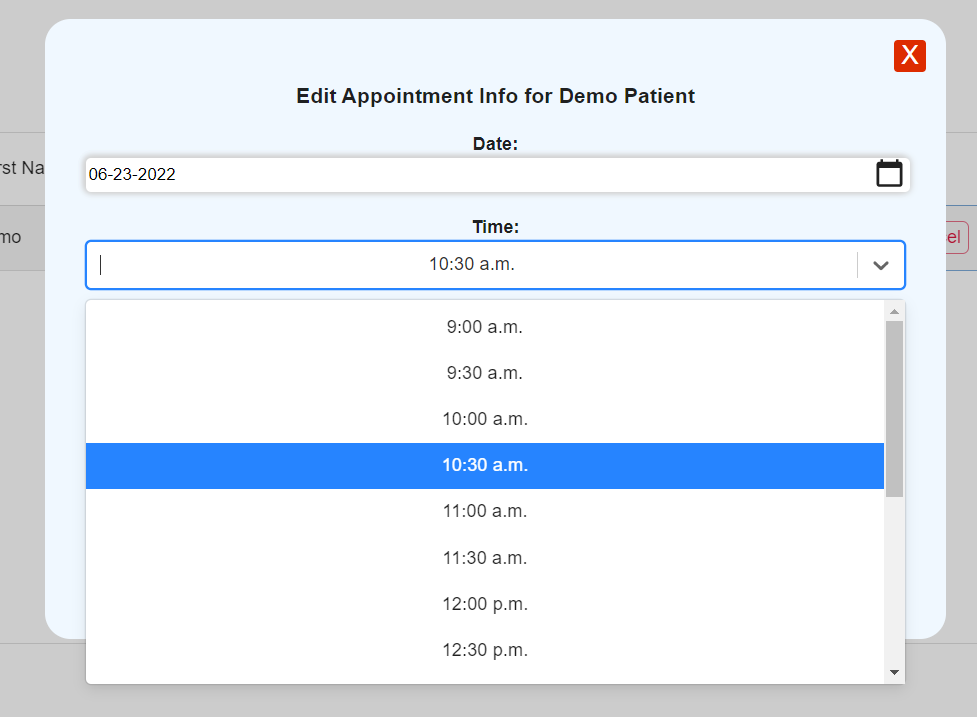 X
Edit Appointment Info for Demo Patient
Date:
rst Na
06-23-2022
Time:
mo
el
10:30 a.m.
9:00 a.m.
9:30 a.m.
10:00 a.m.
10:30 a.m.
11:00 a.m.
11:30 a.m.
12:00 p.m.
12:30 p.m.